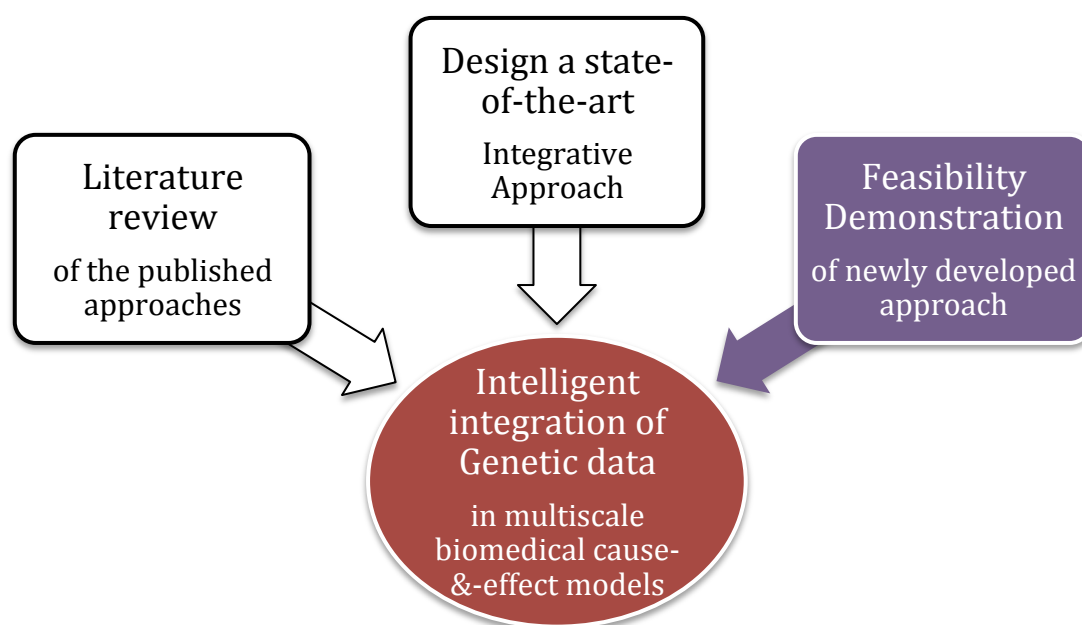 Literature
review
of the published
approaches
Design a state-
of-the-art
Integrative
Approach
Feasibility
Demonstration
of newly developed
approach
Intelligent
integration of
Genetic data
in multiscale
biomedical cause-
&-effect models